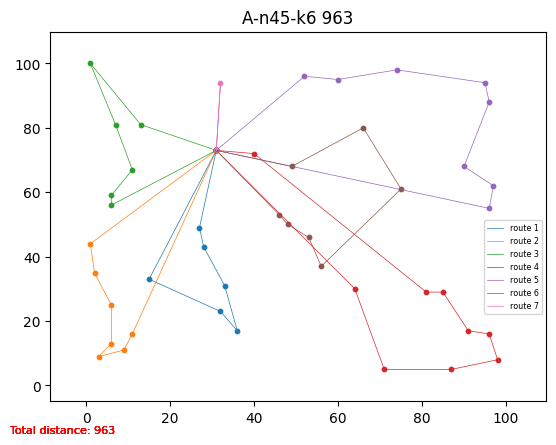 A-n45-k6 963
100
80
60
40
20
0
route 1
route 2
route 3
route 4
route 5
route 6
route 7
0 20 40 60 80 100
Total distance: 963